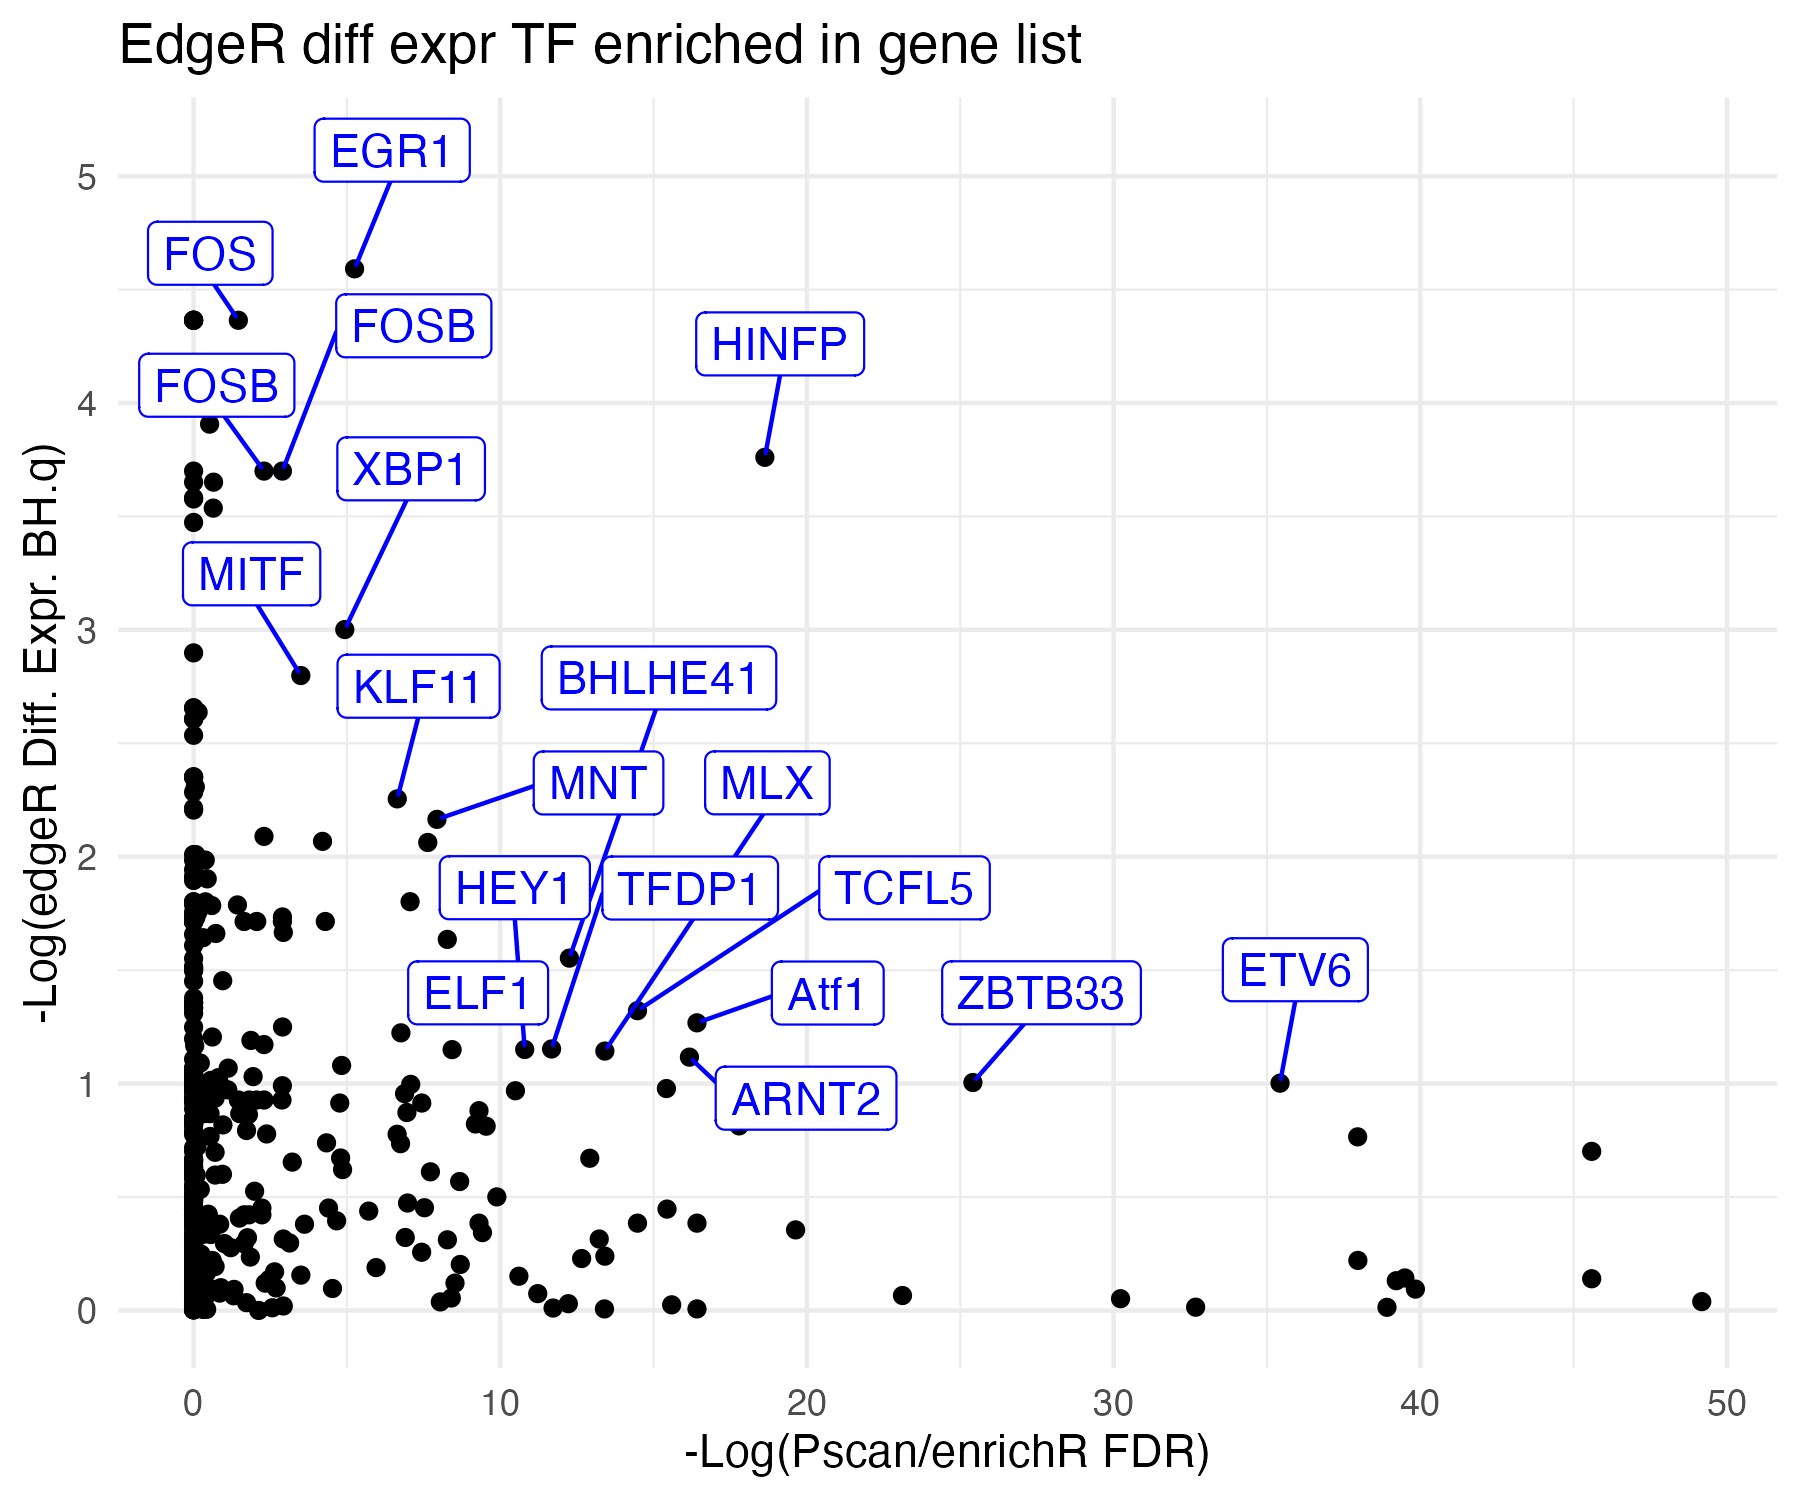 EdgeR diff expr TF enriched in gene list
EGR1
5
FOS
FOSB
HINFP
FOSB
4
XBP1
MITF
3
KLF11
BHLHE41
MNT
MLX
2
HEY1
TFDP1
TCFL5
ELF1
Atf1
ZBTB33
ETV6
1
ARNT2
0
-Log(edgeR Diff. Expr. BH.q)
0 10 20 30 40 50
-Log(Pscan/enrichR FDR)